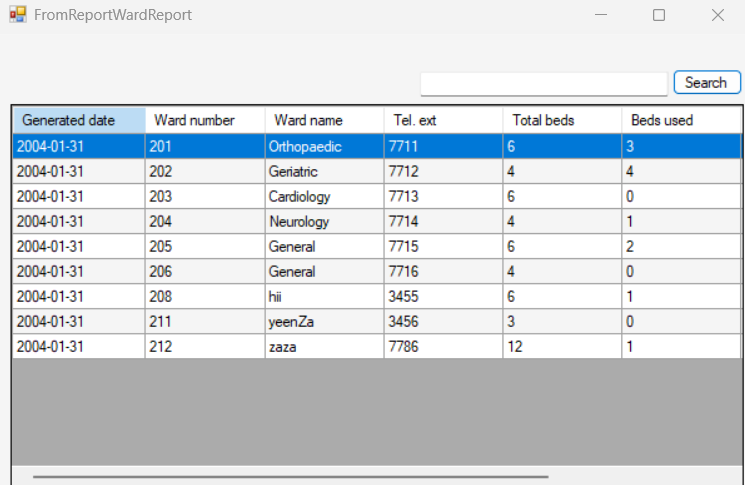 FromReportWardReport
Search
Generated date Ward number Ward name Tel. ext Total beds Beds used
2004-01-31 201 Orthopaedic 7711 6 3
2004-01-31 202 Geriatric 7712 4 4
2004-01-31 203 Cardiology 7713 6 0
2004-01-31 204 Neurology 7714 4 1
2004-01-31 205 General 7715 6 2
2004-01-31 206 General 7716 4 0
2004-01-31 208 hii 3455 6 1
2004-01-31 211 yeenZa 3456 3 0
2004-01-31 212 zaza 7786 12 1